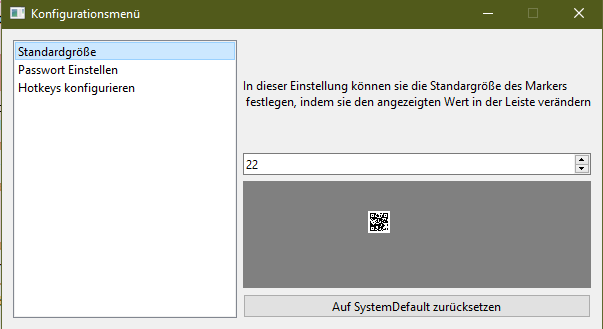 Konfigurationsmenü
Standardgröße
Passwort Einstellen
Hotkeys konfigurieren
In dieser Einstellung können sie die Standargröße des Markers
festlegen, indem sie den angezeigten Wert in der Leiste verändern
22
Auf SystemDefault zurücksetzen